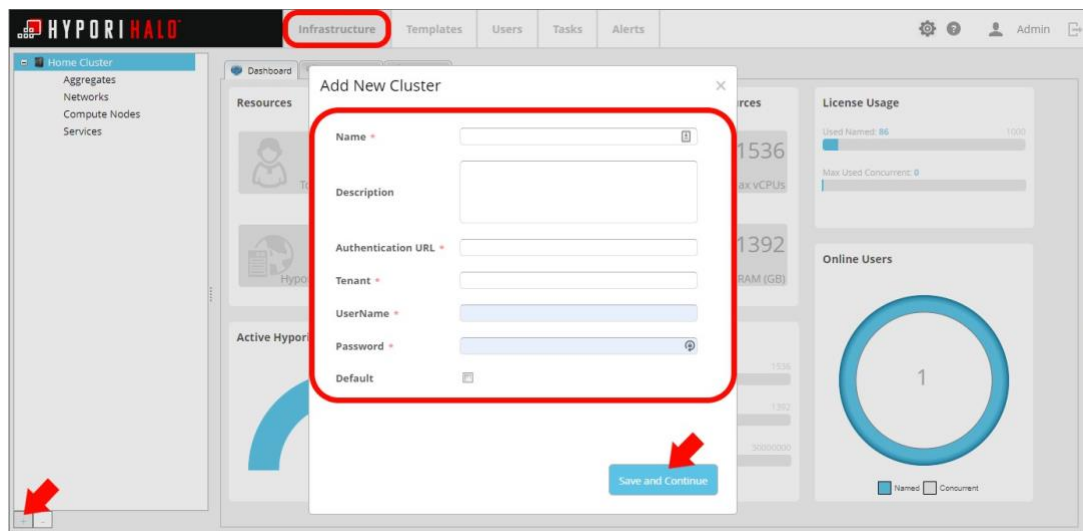 HYPORI HALO
Infrastructure
Templates
Users
Tasks
Alerts
Admin
Home Cluster
Aggregates
Networks
Compute Nodes
Services
Dashboard
Resources
To
Hypo
Active Hypori
Add New Cluster
Name *
Description
Authentication URL *
Tenant *
UserName *
Password *
Default
Save and Continue
rces
1536
ax vCPUs
1392
RAM (GB)
1536
1392
50000000
License Usage
Used Named: 86
1000
Max Used Concurrent: 0
Online Users
1
Named
Concurrent
+
-